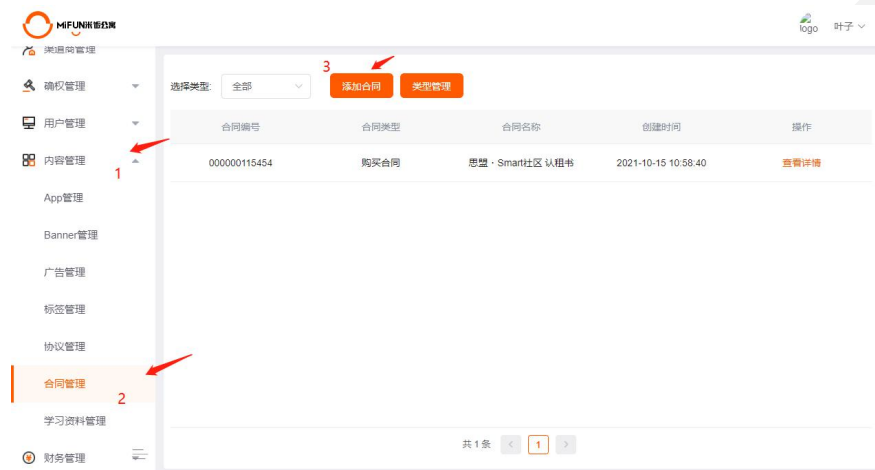 MiFUN米饭公寓
logo 叶子
渠道商管理
确权管理
用户管理
内容管理
1
App管理
Banner管理
广告管理
标签管理
协议管理
合同管理
2
学习资料管理
财务管理
3
选择类型: 全部 添加合同 类型管理
合同编号 合同类型 合同名称 创建时间 操作
000000115454 购买合同 思盟·Smart社区 认租书 2021-10-15 10:58:40 查看详情
共 1 条 < 1 >